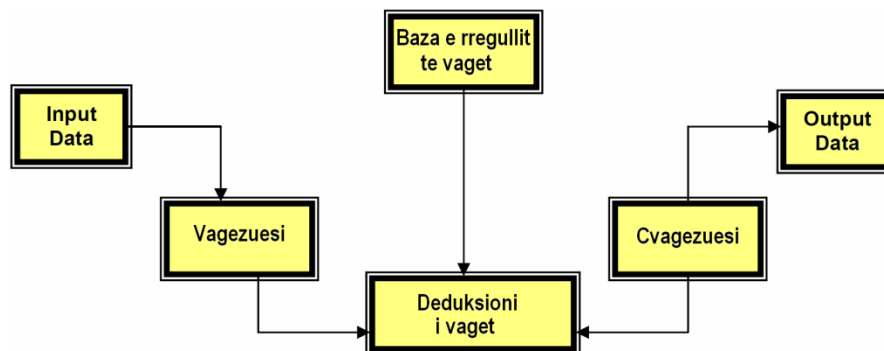 Baza e rregullit
te vaget
Input
Data
Output
Data
Vagezuesi
Cvagezuesi
Deduksioni
i vaget